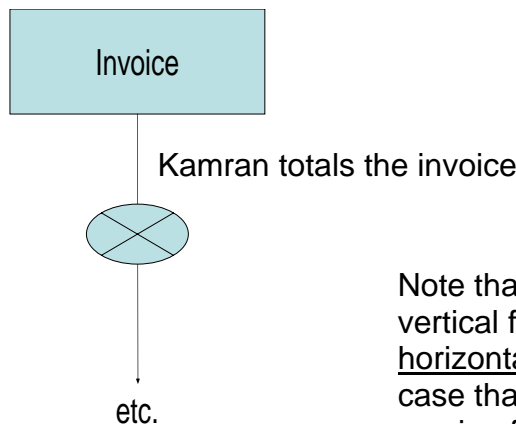 Invoice
Kamran totals the invoice
Note tha
vertical f
horizonta
case tha
etc.